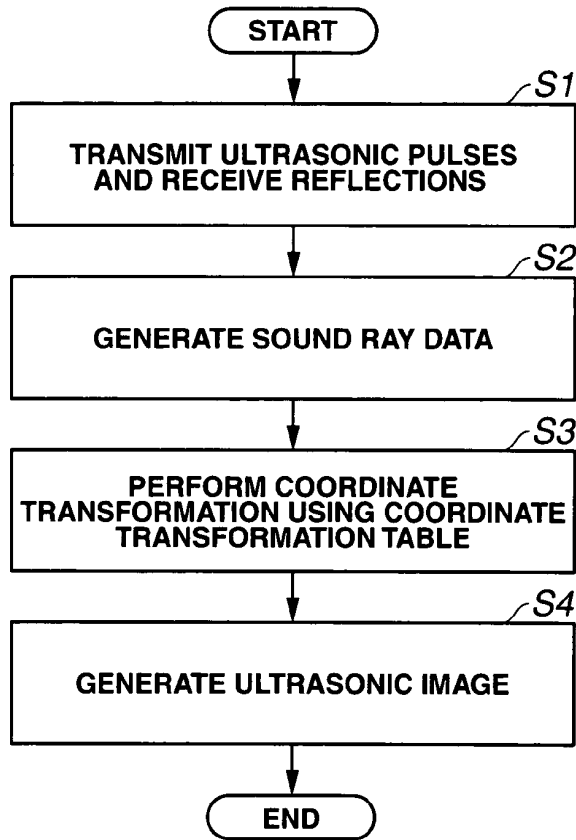 START
S1
TRANSMIT ULTRASONIC PULSES
AND RECEIVE REFLECTIONS
S2
GENERATE SOUND RAY DATA
S3
PERFORM COORDINATE
TRANSFORMATION USING COORDINATE
TRANSFORMATION TABLE
S4
GENERATE ULTRASONIC IMAGE
END